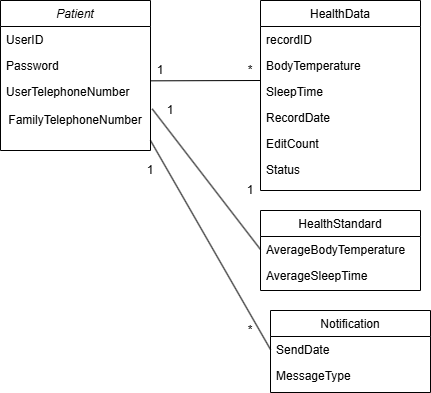 Patient
UserID
Password
UserTelephoneNumber
FamilyTelephoneNumber
1
*
1
1
1
*
HealthData
recordID
BodyTemperature
SleepTime
RecordDate
EditCount
Status
HealthStandard
AverageBodyTemperature
AverageSleepTime
Notification
SendDate
MessageType